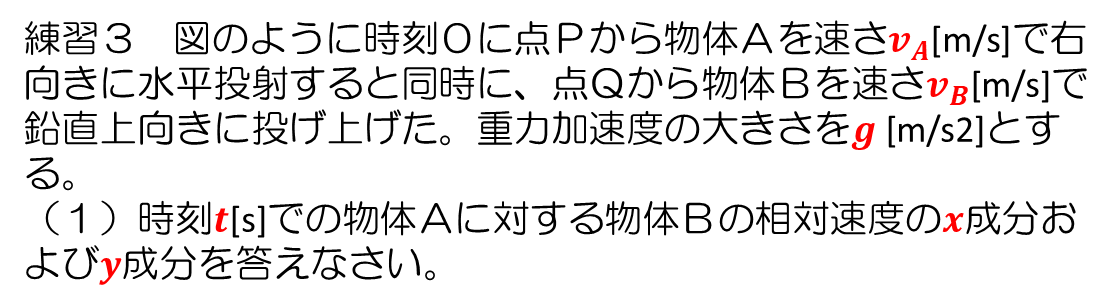 練習３　図のように時刻０に点Ｐから物体Ａを速さv_A[m/s]で右
向きに水平投射すると同時に、点Ｑから物体Ｂを速さv_B[m/s]で
鉛直上向きに投げ上げた。重力加速度の大きさをg [m/s2]とす
る。
（１）時刻t[s]での物体Ａに対する物体Ｂの相対速度のx成分お
よびy成分を答えなさい。